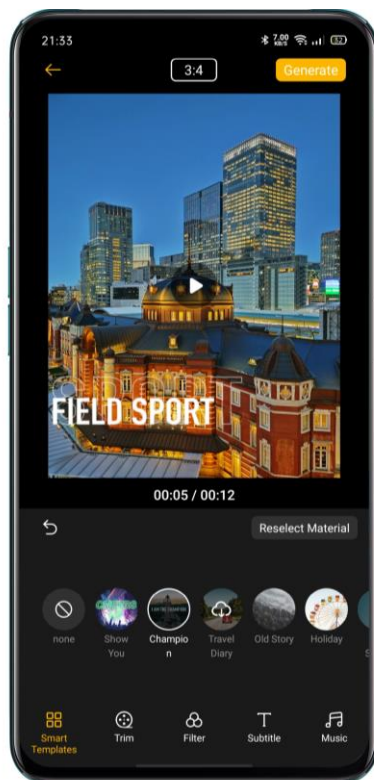 21:33
7.00
KB/S
52
3:4
Generate
FIELD SPORT
00:05 / 00:12
Reselect Material
none
Show
You
Champio
n
Travel
Diary
Old Story
Holiday
Smart
Templates
Trim
Filter
Subtitle
Music